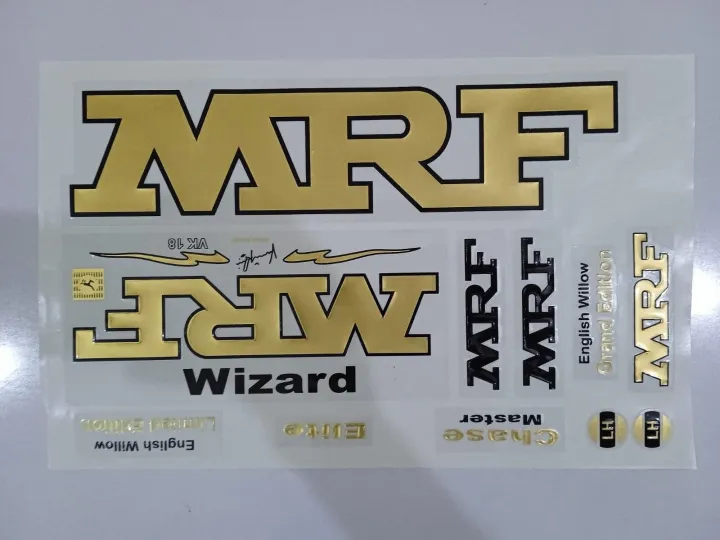 MRF
VK 18
MRF
Wizard
MRF
MRF
English Willow
Grand Edition
MRF
English Willow
Limited Edition
Elite
Chase
Master
LH
LH